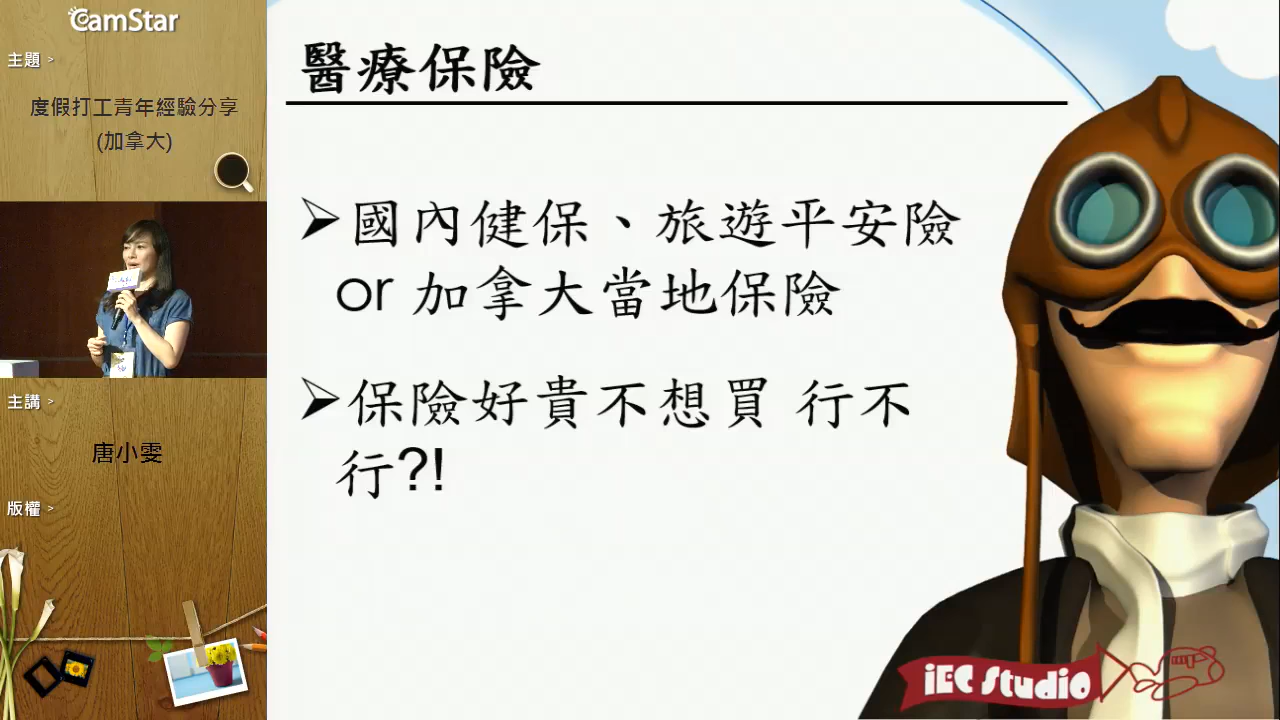 CamStar
主題 >
度假打工青年經驗分享
(加拿大)
主講 >
唐小雯
版權 >
醫療保險
➢國內健保、旅遊平安險
or 加拿大當地保險
➢保險好貴不想買 行不
行?!
iEC Studio